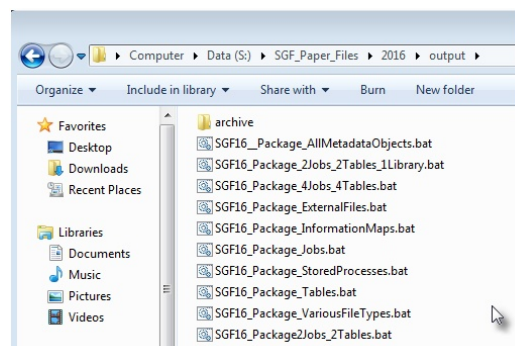 Computer Data (S:) SGF_Paper_Files 2016 output
Organize Include in library Share with Burn New folder
Favorites
Desktop
Downloads
Recent Places
Libraries
Documents
Music
Pictures
Videos
archive
SGF16__Package_AllMetadataObjects.bat
SGF16_Package_2Jobs_2Tables_1Library.bat
SGF16_Package_4Jobs_4Tables.bat
SGF16_Package_ExternalFiles.bat
SGF16_Package_InformationMaps.bat
SGF16_Package_Jobs.bat
SGF16_Package_StoredProcesses.bat
SGF16_Package_Tables.bat
SGF16_Package_VariousFileTypes.bat
SGF16_Package2Jobs_2Tables.bat